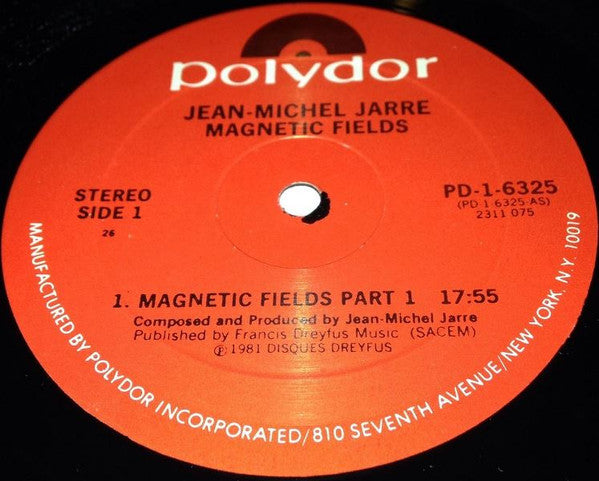 polydor
JEAN-MICHEL JARRE
MAGNETIC FIELDS
STEREO
SIDE 1
26
PD-1-6325
(PD-1-6325-AS)
2311 075
1. MAGNETIC FIELDS PART 1 17:55
Composed and Produced by Jean-Michel Jarre
Published by Francis Dreyfus Music (SACEM)
℗ 1981 DISQUES DREYFUS
MANUFACTURED BY POLYDOR INCORPORATED/810 SEVENTH AVENUE/NEW YORK, N.Y. 10019